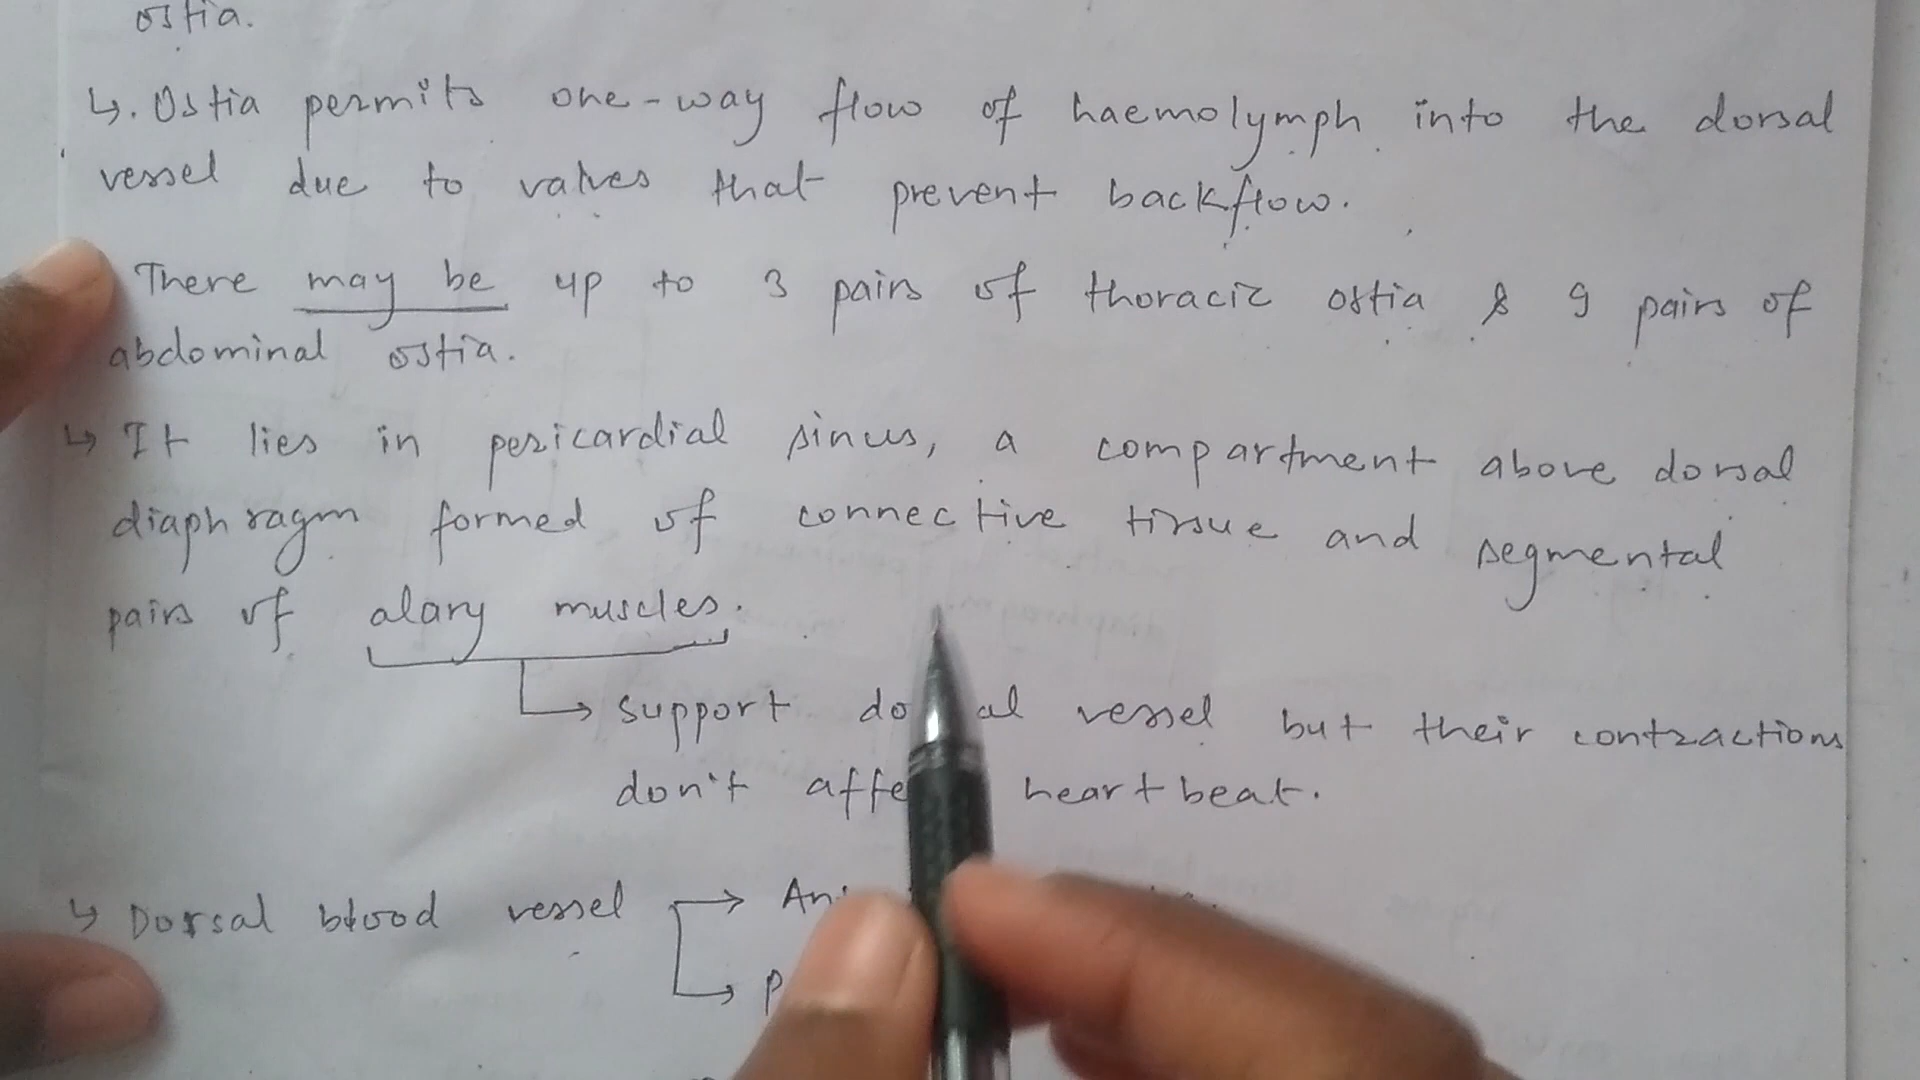 ostia.
↳. Ostia permits one-way flow of haemolymph into the dorsal
vessel due to valves that prevent backflow.
There may be up to 3 pairs of thoracic ostia & 9 pairs of
abdominal ostia.
↳ It lies in pericardial sinus, a compartment above dorsal
diaphragm formed of connective tissue and segmental
pairs of alary muscles.
→ support vessel but their contractions
don't heartbeat.
↳ Dorsal blood vessel →
→